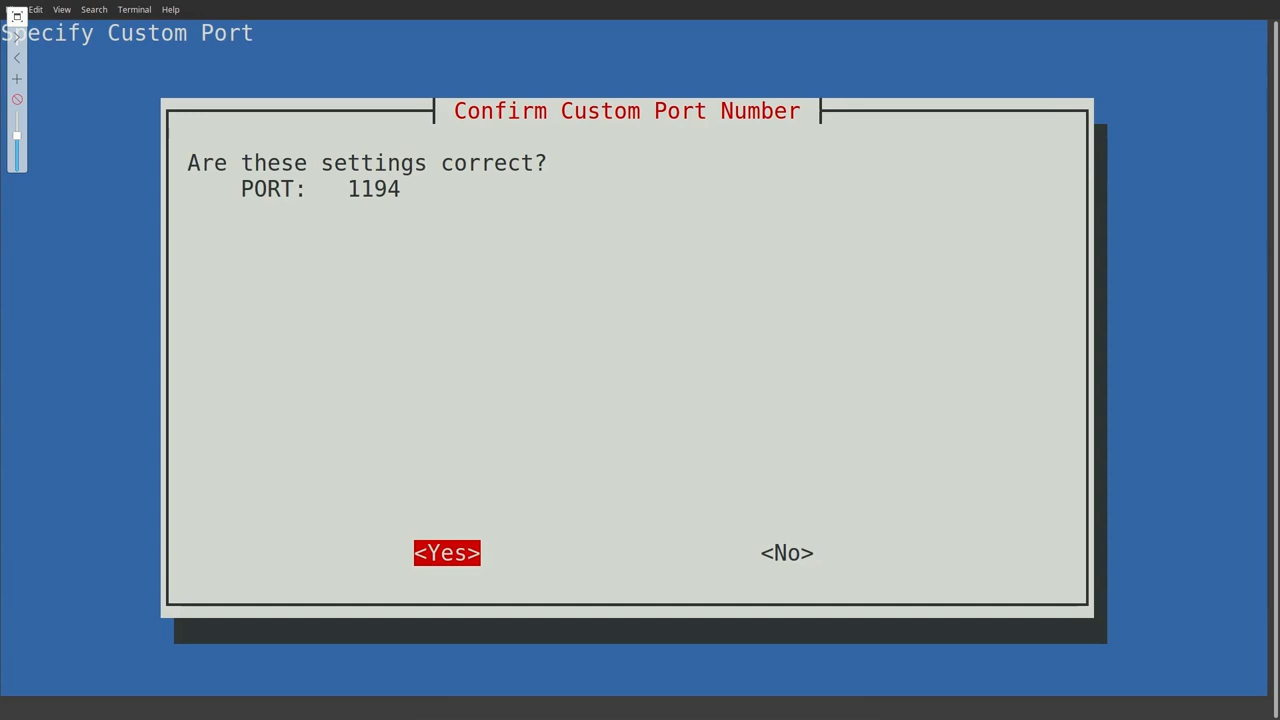 Edit View Search Terminal Help
Specify Custom Port
Confirm Custom Port Number
Are these settings correct?
PORT: 1194
<Yes> <No>